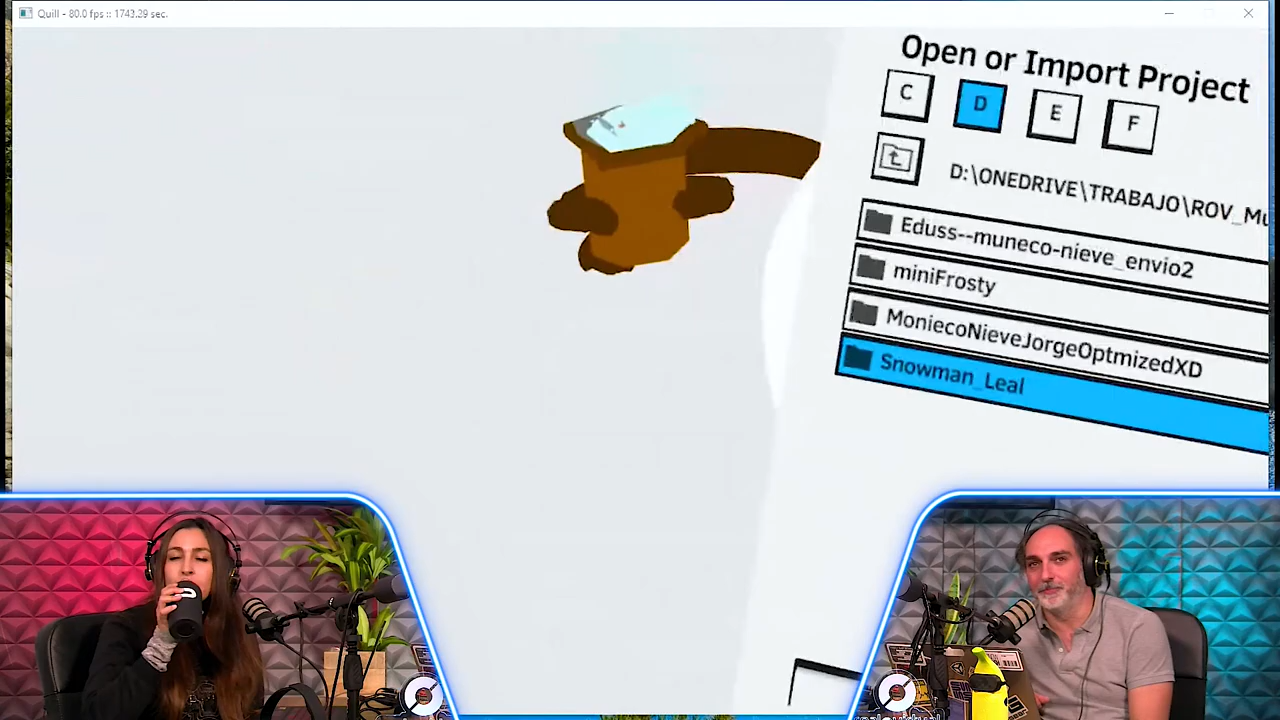 Quill - 80.0 fps :: 1743.29 sec.
Open or Import Project
C D E F
D:\ONEDRIVE\TRABAJO\ROV_Mu
Eduss--muneco-nieve_envio2
miniFrosty
MoniecoNieveJorgeOptmizedXD
Snowman_Leal